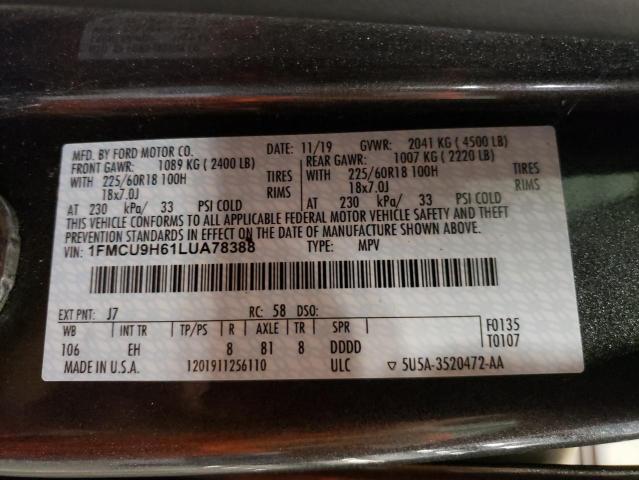 MFD. BY FORD MOTOR CO. DATE: 11/19 GVWR: 2041 KG ( 4500 LB)
FRONT GAWR: 1089 KG ( 2400 LB) REAR GAWR: 1007 KG ( 2220 LB)
WITH 225/60R18 100H TIRES WITH 225/60R18 100H TIRES
18x7.0J RIMS 18x7.0J RIMS
AT 230 kPa/ 33 PSI COLD AT 230 kPa/ 33 PSI COLD
THIS VEHICLE CONFORMS TO ALL APPLICABLE FEDERAL MOTOR VEHICLE SAFETY AND THEFT
PREVENTION STANDARDS IN EFFECT ON THE DATE OF MANUFACTURE SHOWN ABOVE.
VIN: 1FMCU9H61LUA78388 TYPE: MPV
EXT PNT: J7 RC: 58 DSO:
WB INT TR TP/PS R AXLE TR SPR F0135
106 EH 8 81 8 DDDD T0107
MADE IN U.S.A. 1201911256110 ULC ▽ 5U5A-3520472-AA